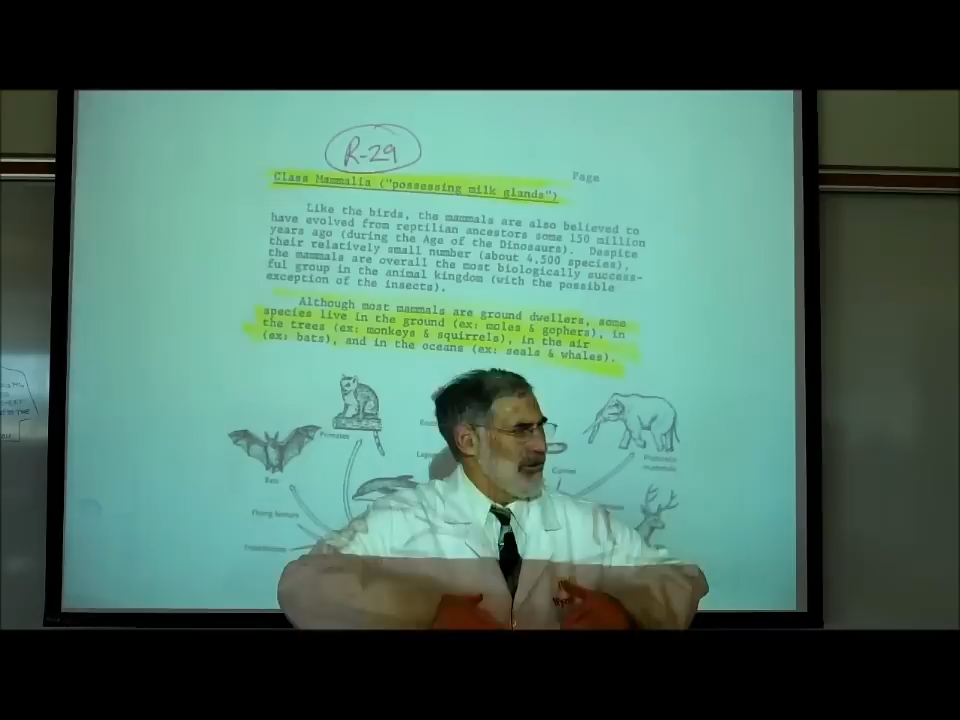 R-29
Page
Class Mammalia ("possessing milk glands")
Like the birds, the mammals are also believed to
have evolved from reptilian ancestors some 150 million
years ago (during the Age of the Dinosaurs). Despite
their relatively small number (about 4,500 species),
the mammals are overall the most biologically success-
ful group in the animal kingdom (with the possible
exception of the insects).
Although most mammals are ground dwellers, some
species live in the ground (ex: moles & gophers), in
the trees (ex: monkeys & squirrels), in the air
(ex: bats), and in the oceans (ex: seals & whales).
Primates
Bats
Proboscis
mammals
Flying lemurs